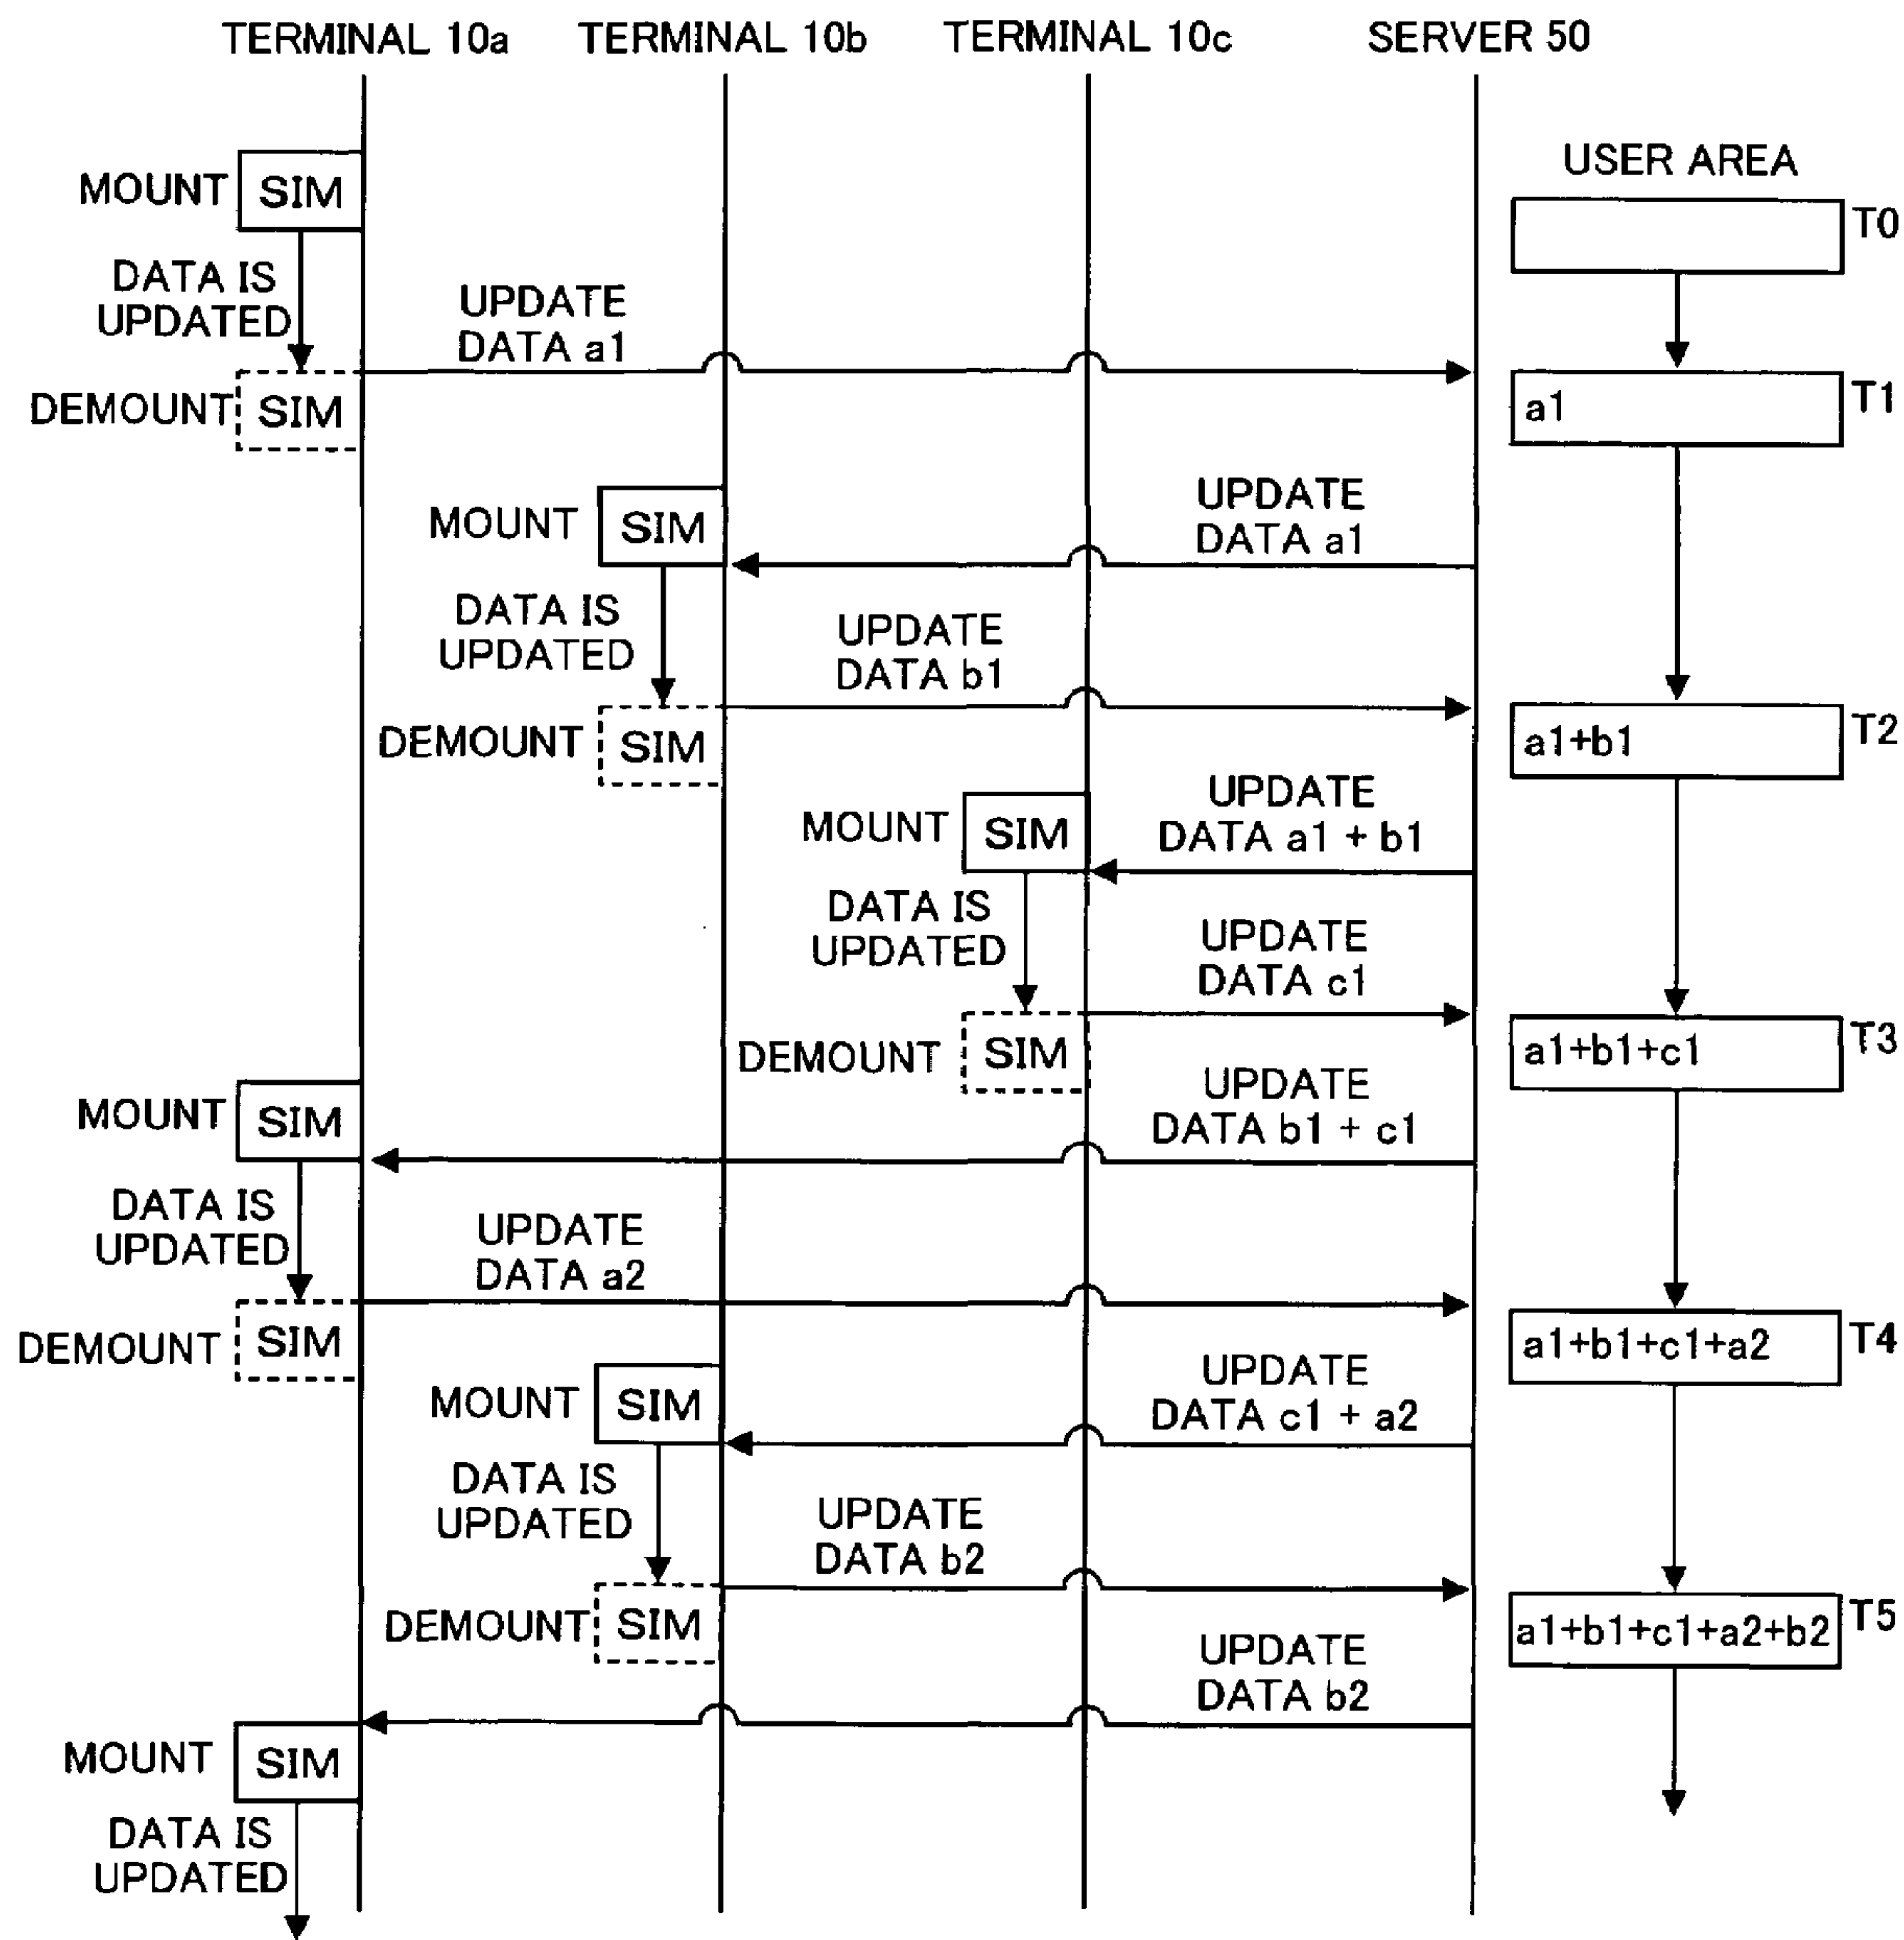 TERMINAL 10a TERMINAL 10b TERMINAL 10c SERVER 50
USER AREA
MOUNT SIM
T0
DATA IS
UPDATED
UPDATE
DATA a1
DEMOUNT SIM
a1 T1
MOUNT SIM
UPDATE
DATA a1
DATA IS
UPDATED
UPDATE
DATA b1
DEMOUNT SIM
a1+b1 T2
MOUNT SIM
UPDATE
DATA a1 + b1
DATA IS
UPDATED
UPDATE
DATA c1
DEMOUNT SIM
a1+b1+c1 T3
MOUNT SIM
UPDATE
DATA b1 + c1
DATA IS
UPDATED
UPDATE
DATA a2
DEMOUNT SIM
a1+b1+c1+a2 T4
MOUNT SIM
UPDATE
DATA c1 + a2
DATA IS
UPDATED
UPDATE
DATA b2
DEMOUNT SIM
a1+b1+c1+a2+b2 T5
UPDATE
DATA b2
MOUNT SIM
DATA IS
UPDATED